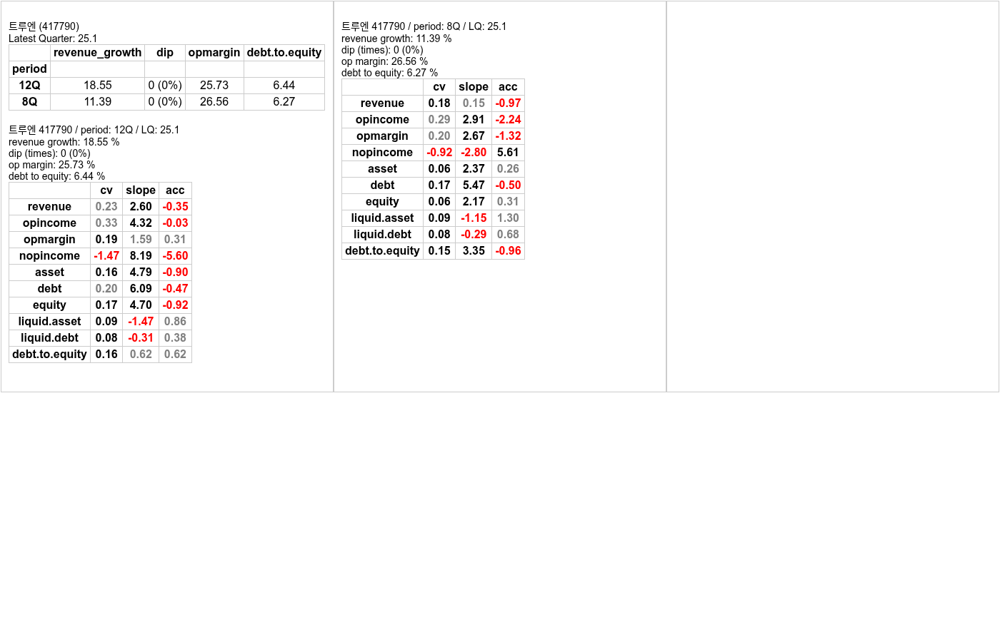 트루엔 (417790)
Latest Quarter: 25.1
revenue_growth dip opmargin debt.to.equity
period
12Q 18.55 0 (0%) 25.73 6.44
8Q 11.39 0 (0%) 26.56 6.27
트루엔 417790 / period: 12Q / LQ: 25.1
revenue growth: 18.55 %
dip (times): 0 (0%)
op margin: 25.73 %
debt to equity: 6.44 %
cv slope acc
revenue 0.23 2.60 -0.35
opincome 0.33 4.32 -0.03
opmargin 0.19 1.59 0.31
nopincome -1.47 8.19 -5.60
asset 0.16 4.79 -0.90
debt 0.20 6.09 -0.47
equity 0.17 4.70 -0.92
liquid.asset 0.09 -1.47 0.86
liquid.debt 0.08 -0.31 0.38
debt.to.equity 0.16 0.62 0.62
트루엔 417790 / period: 8Q / LQ: 25.1
revenue growth: 11.39 %
dip (times): 0 (0%)
op margin: 26.56 %
debt to equity: 6.27 %
cv slope acc
revenue 0.18 0.15 -0.97
opincome 0.29 2.91 -2.24
opmargin 0.20 2.67 -1.32
nopincome -0.92 -2.80 5.61
asset 0.06 2.37 0.26
debt 0.17 5.47 -0.50
equity 0.06 2.17 0.31
liquid.asset 0.09 -1.15 1.30
liquid.debt 0.08 -0.29 0.68
debt.to.equity 0.15 3.35 -0.96